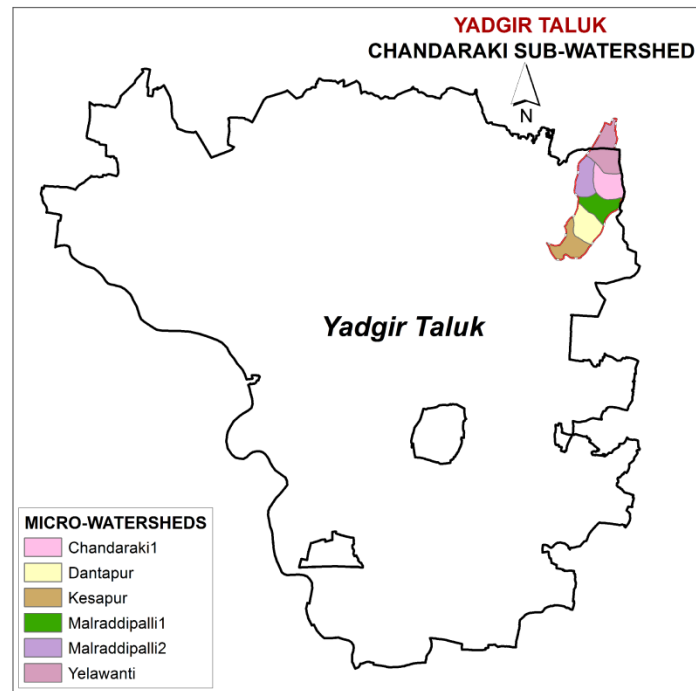 YADGIR TALUK
CHANDARAKI SUB-WATERSHED
N
Yadgir Taluk
MICRO-WATERSHEDS
Chandaraki1
Dantapur
Kesapur
Malraddipalli1
Malraddipalli2
Yelawanti